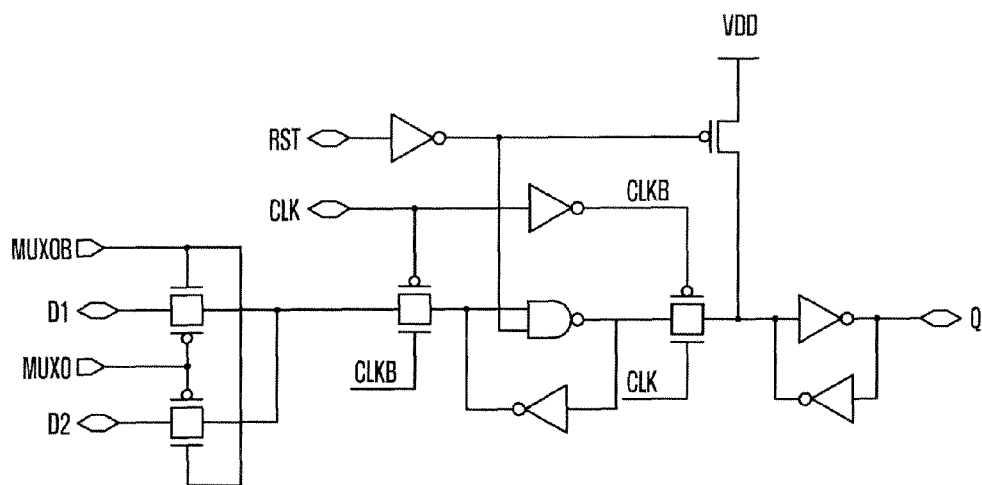 VDD
RST
CLK
CLKB
MUX0B
D1
MUX0
CLKB
CLK
D2
Q